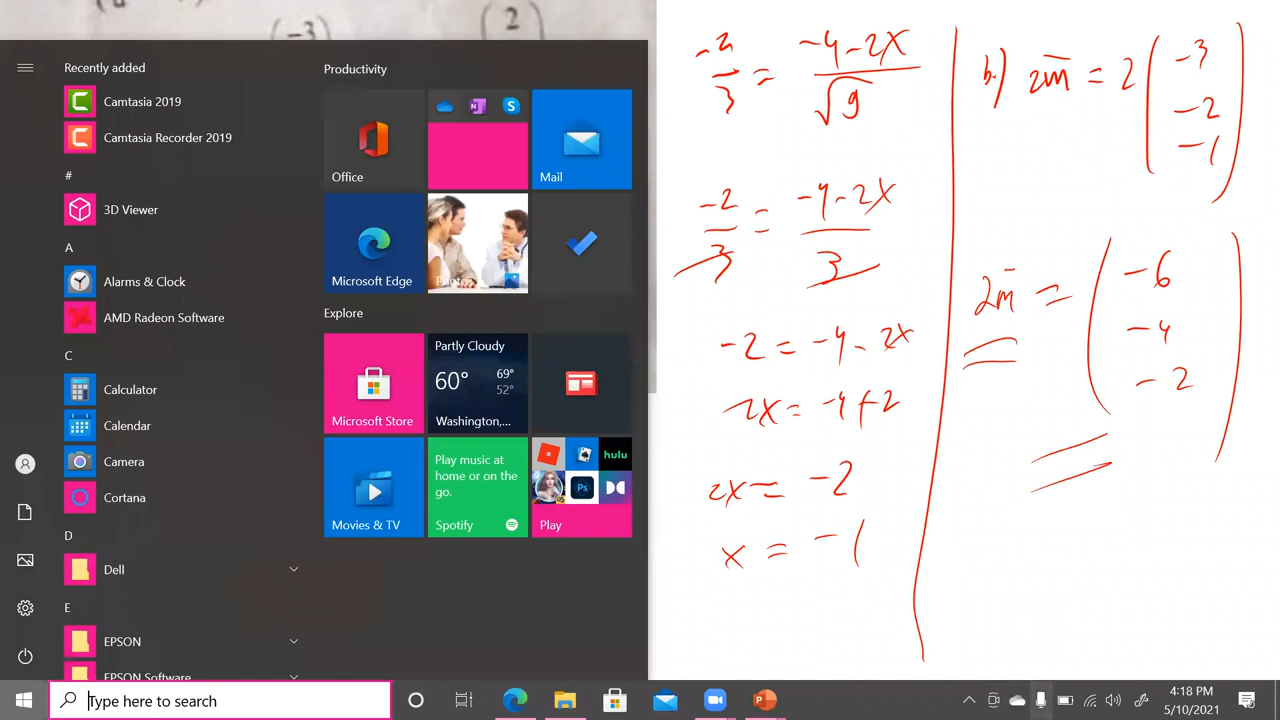 (-3)
(2)
Recently added
Camtasia 2019
Camtasia Recorder 2019
#
3D Viewer
A
Alarms & Clock
AMD Radeon Software
C
Calculator
Calendar
Camera
Cortana
D
Dell
E
EPSON
EPSON Software
Productivity
Office
Mail
Microsoft Edge
Photos
Explore
Microsoft Store
Partly Cloudy
60° 69° 52°
Washington,...
Movies & TV
Play music at
home or on the
go.
Spotify
hulu
Ps
Play
Type here to search
4:18 PM
5/10/2021
-2/3 = -4-2x/√9
-2/3 = -4-2x/3
-2 = -4-2x
2x = -4+2
2x = -2
x = -1
b.) 2m̄ = 2 (-3
-2
-1)
2m̄ = (-6
-4
-2)